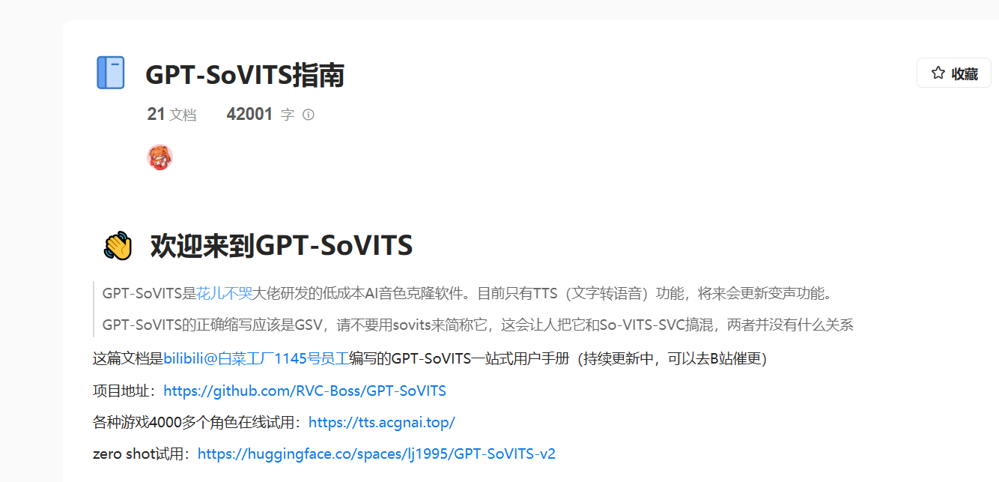 GPT-SoVITS指南
收藏
21 文档 42001 字
欢迎来到GPT-SoVITS
GPT-SoVITS是花儿不哭大佬研发的低成本AI音色克隆软件。目前只有TTS（文字转语音）功能，将来会更新变声功能。
GPT-SoVITS的正确缩写应该是GSV，请不要用sovits来简称它，这会让人把它和So-VITS-SVC搞混，两者并没有什么关系
这篇文档是bilibili@白菜工厂1145号员工编写的GPT-SoVITS一站式用户手册（持续更新中，可以去B站催更）
项目地址：https://github.com/RVC-Boss/GPT-SoVITS
各种游戏4000多个角色在线试用：https://tts.acgnai.top/
zero shot试用：https://huggingface.co/spaces/lj1995/GPT-SoVITS-v2